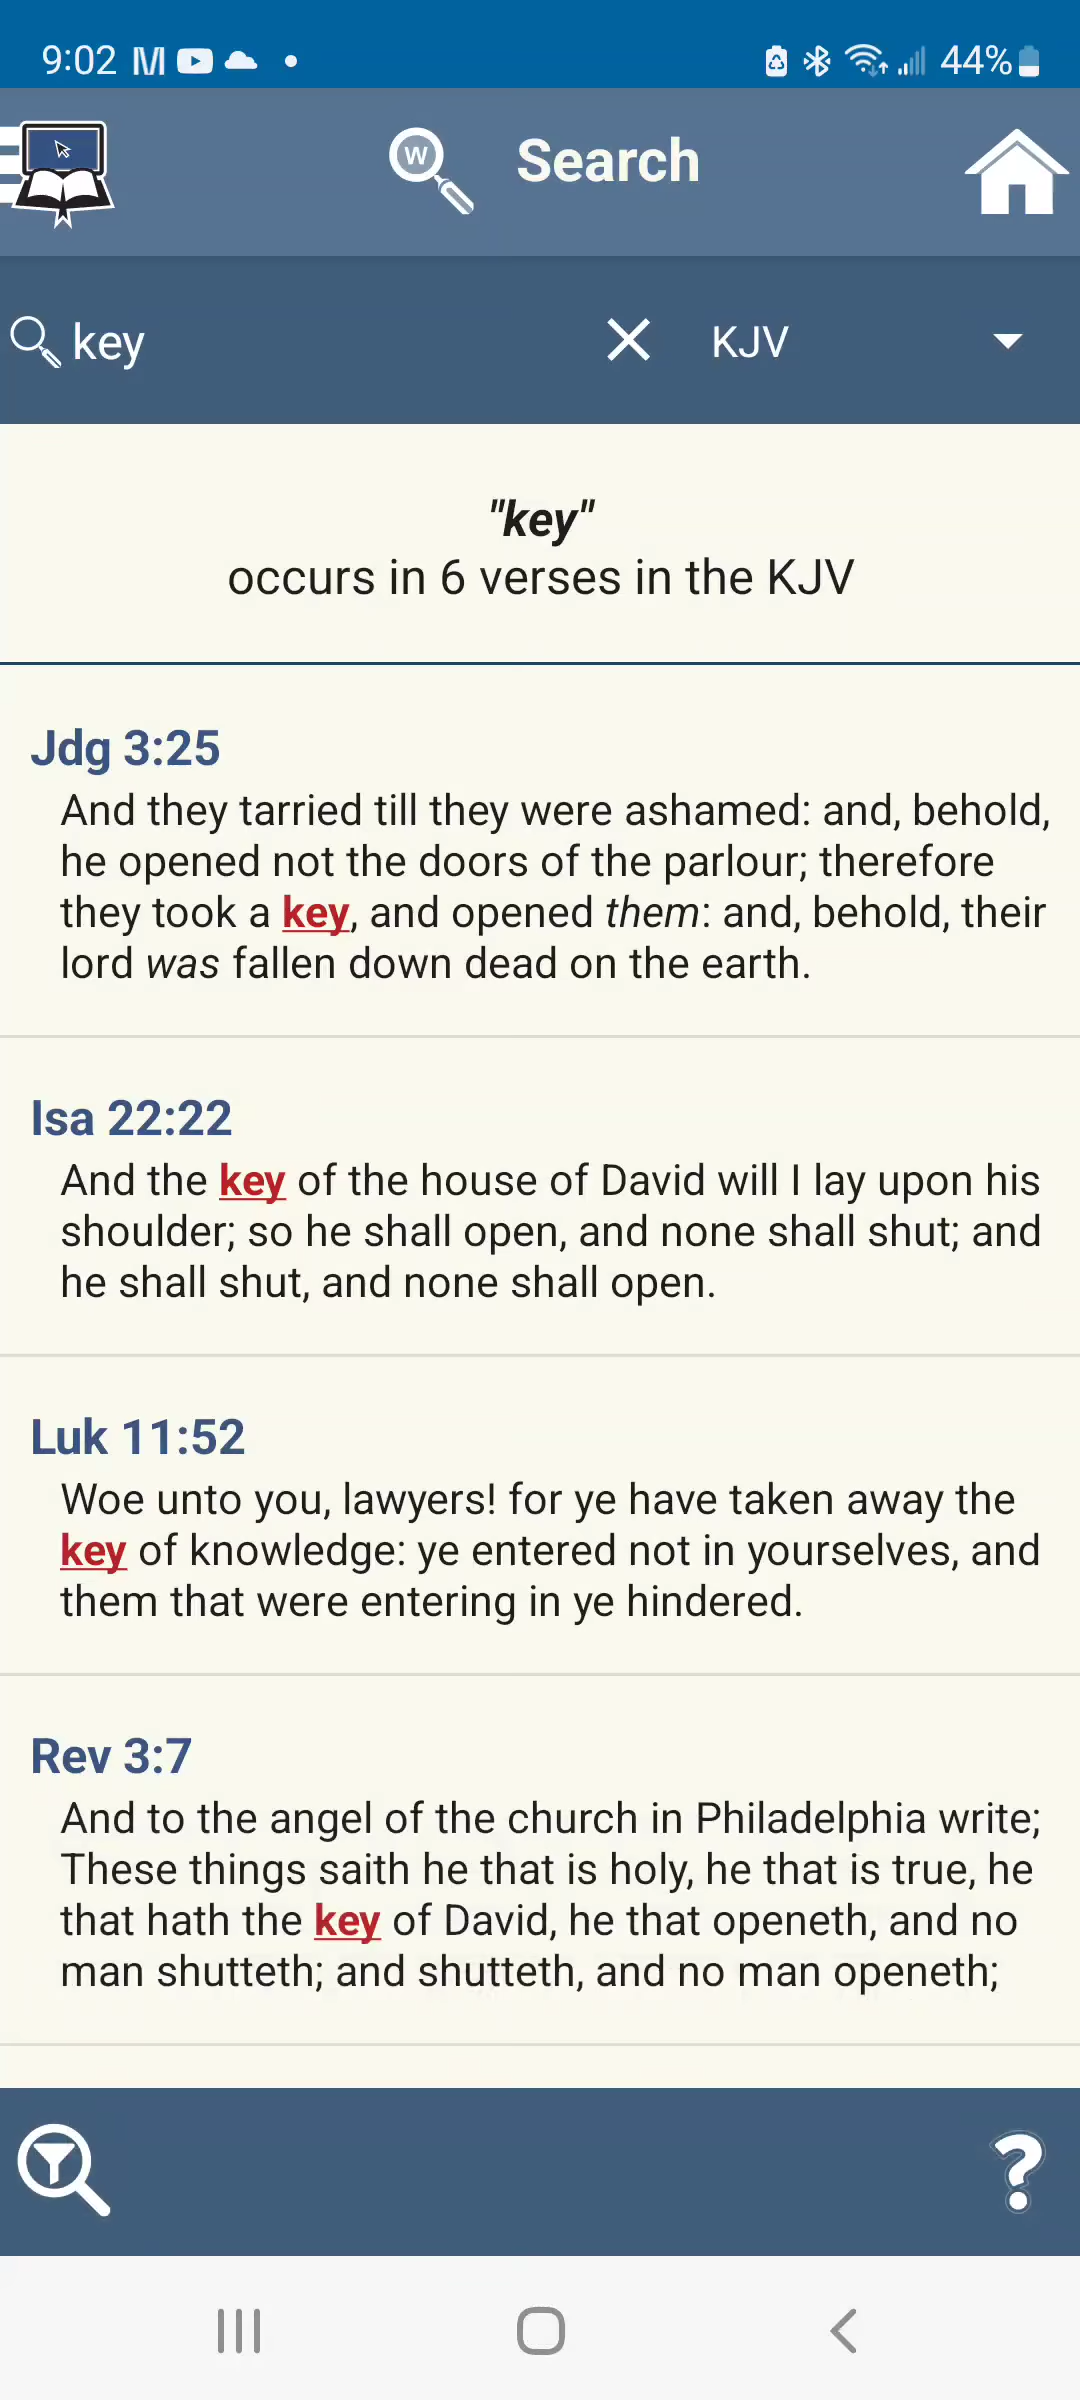 9:02
44%
W
Search
key
KJV
"key"
occurs in 6 verses in the KJV
Jdg 3:25
And they tarried till they were ashamed: and, behold,
he opened not the doors of the parlour; therefore
they took a key, and opened them: and, behold, their
lord was fallen down dead on the earth.
Isa 22:22
And the key of the house of David will I lay upon his
shoulder; so he shall open, and none shall shut; and
he shall shut, and none shall open.
Luk 11:52
Woe unto you, lawyers! for ye have taken away the
key of knowledge: ye entered not in yourselves, and
them that were entering in ye hindered.
Rev 3:7
And to the angel of the church in Philadelphia write;
These things saith he that is holy, he that is true, he
that hath the key of David, he that openeth, and no
man shutteth; and shutteth, and no man openeth;